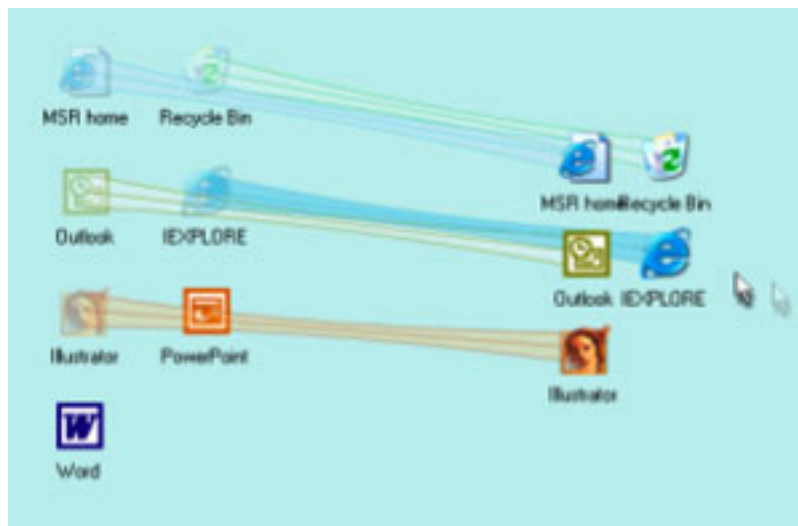 MSR home Recycle Bin
MSR home Recycle Bin
Outlook IEXPLORE
Outlook IEXPLORE
Illustrator PowerPoint
Illustrator
W
Word